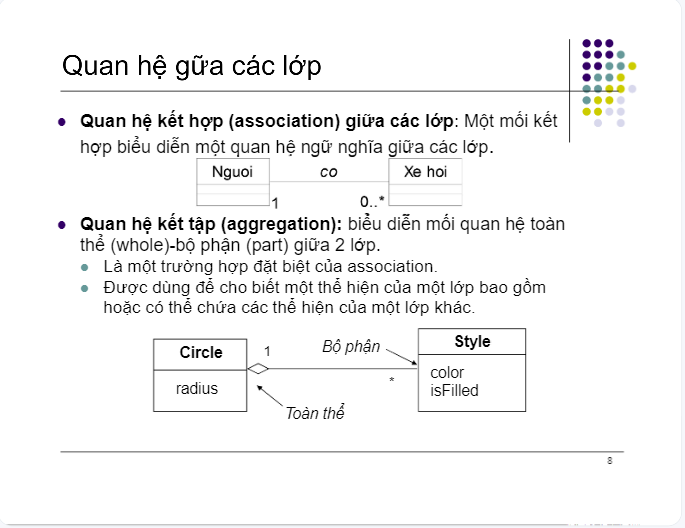 Quan hệ gữa các lớp
● Quan hệ kết hợp (association) giữa các lớp: Một mối kết
hợp biểu diễn một quan hệ ngữ nghĩa giữa các lớp.
Nguoi co Xe hoi
1 0..*
● Quan hệ kết tập (aggregation): biểu diễn mối quan hệ toàn
thể (whole)-bộ phận (part) giữa 2 lớp.
● Là một trường hợp đặt biệt của association.
● Được dùng để cho biết một thể hiện của một lớp bao gồm
hoặc có thể chứa các thể hiện của một lớp khác.
Circle 1 Bộ phận Style
radius * color
isFilled
Toàn thể
8